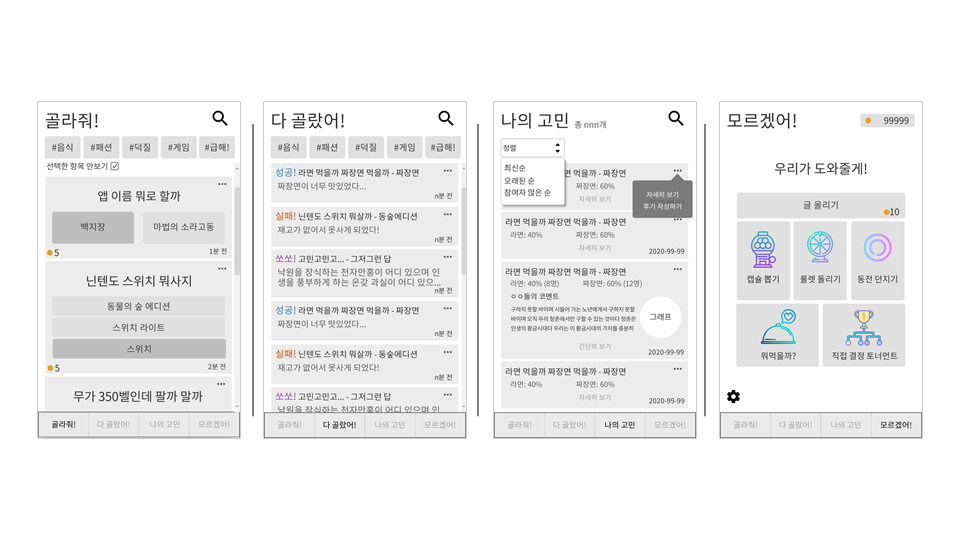 골라줘!
#음식
#패션
#덕질
#게임
#급해!
선택한 항목 안보기
앱 이름 뭐로 할까
백지장
마법의 소라고동
5
1분 전
닌텐도 스위치 뭐사지
동물의 숲 에디션
스위치 라이트
스위치
5
2분 전
무가 350벨인데 팔까 말까
골라줘!
다 골랐어!
나의 고민
모르겠어!
다 골랐어!
#음식
#패션
#덕질
#게임
#급해!
성공! 라면 먹을까 짜장면 먹을까 - 짜장면
짜장면이 너무 맛있었다...
n분 전
실패! 닌텐도 스위치 뭐살까 - 동숲에디션
재고가 없어서 못사게 되었다!
n분 전
쏘쏘! 고민고민고... - 그저그런 답
낙원을 장식하는 천자만홍이 어디 있으며 인
생을 풍부하게 하는 온갖 과실이 어디 있으...
n분 전
성공! 라면 먹을까 짜장면 먹을까 - 짜장면
짜장면이 너무 맛있었다...
n분 전
실패! 닌텐도 스위치 뭐살까 - 동숲에디션
재고가 없어서 못사게 되었다!
n분 전
쏘쏘! 고민고민고... - 그저그런 답
낙원을 장식하는 천자만홍이 어디 있으며 인
골라줘!
다 골랐어!
나의 고민
모르겠어!
나의 고민 총 nnn개
정렬
최신순
오래된 순
참여자 많은 순
먹을까 짜장면 먹을까 - 짜장면
짜장면: 60%
자세히 보기
자세히 보기
후기 작성하기
라면 먹을까 짜장면 먹을까 - 짜장면
라면: 40%
짜장면: 60%
자세히 보기
2020-99-99
라면 먹을까 짜장면 먹을까 - 짜장면
라면: 40% (8명)
짜장면: 60% (12명)
ㅇㅇ들의 코멘트
구하지 못할 바이며 시들어 가는 노년에게서 구하지 못할
바이며 오직 우리 청춘에서만 구할 수 있는 것이다 청춘은
인생의 황금시대다 우리는 이 황금시대의 가치를 충분히
그래프
간단히 보기
2020-99-99
라면 먹을까 짜장면 먹을까 - 짜장면
라면: 40%
짜장면: 60%
자세히 보기
2020-99-99
골라줘!
다 골랐어!
나의 고민
모르겠어!
모르겠어!
99999
우리가 도와줄게!
글 올리기
10
캡슐 뽑기
룰렛 돌리기
동전 던지기
뭐먹을까?
직접 결정 토너먼트
골라줘!
다 골랐어!
나의 고민
모르겠어!